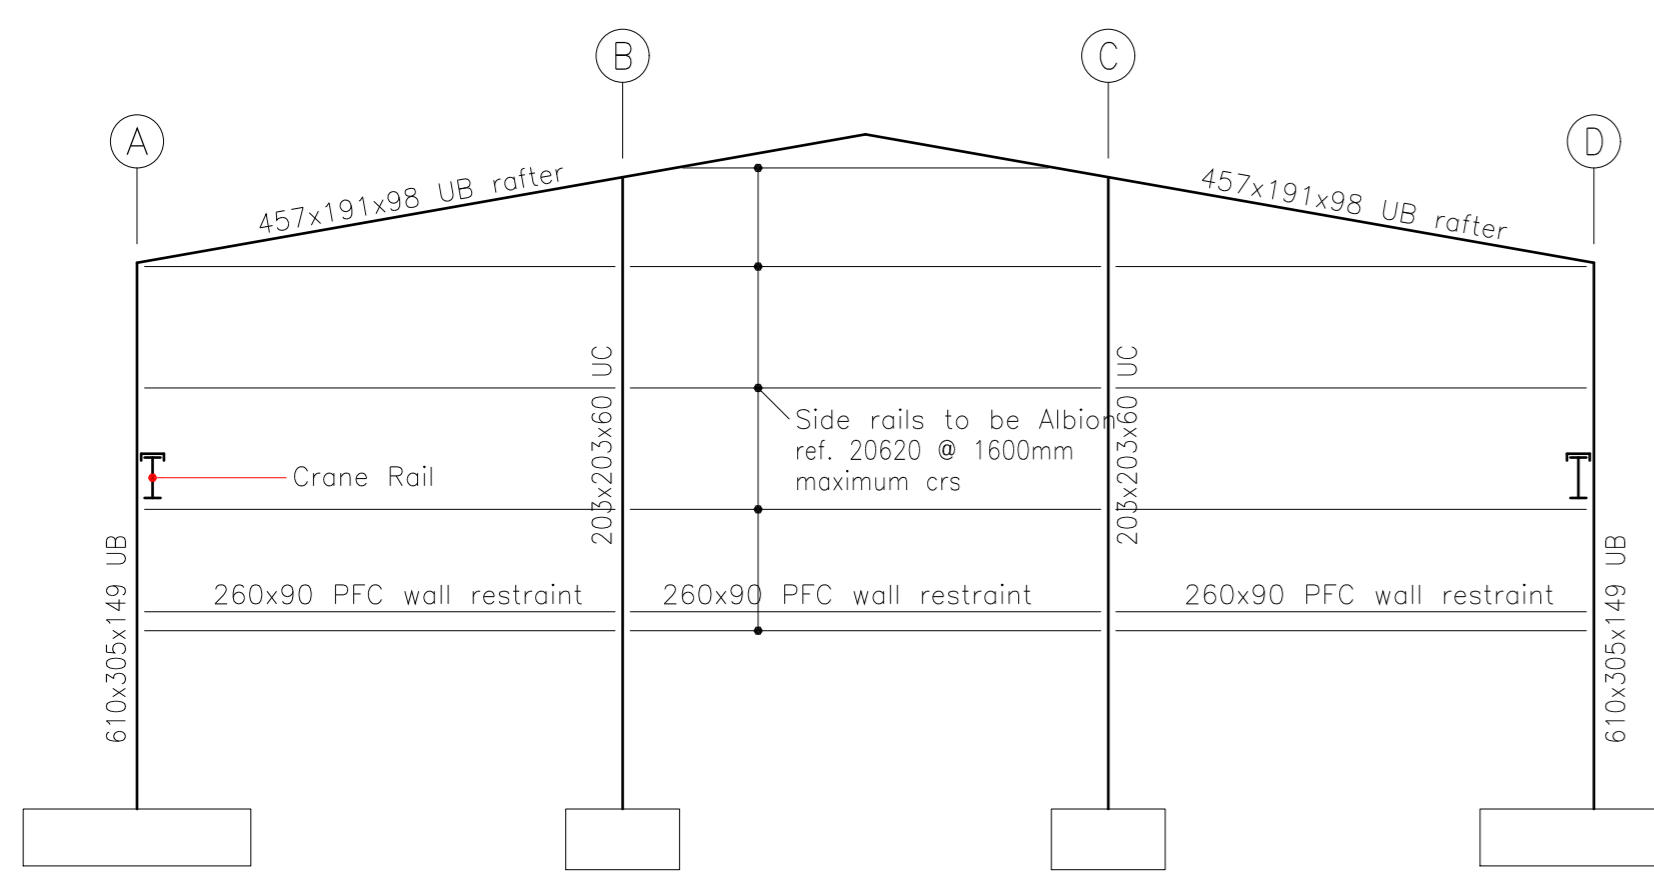 B
C
A
D
457x191x98 UB rafter
457x191x98 UB rafter
203x203x60 UC
203x203x60 UC
Side rails to be Albion
ref. 20620 @ 1600mm
maximum crs
Crane Rail
610x305x149 UB
610x305x149 UB
260x90 PFC wall restraint
260x90 PFC wall restraint
260x90 PFC wall restraint